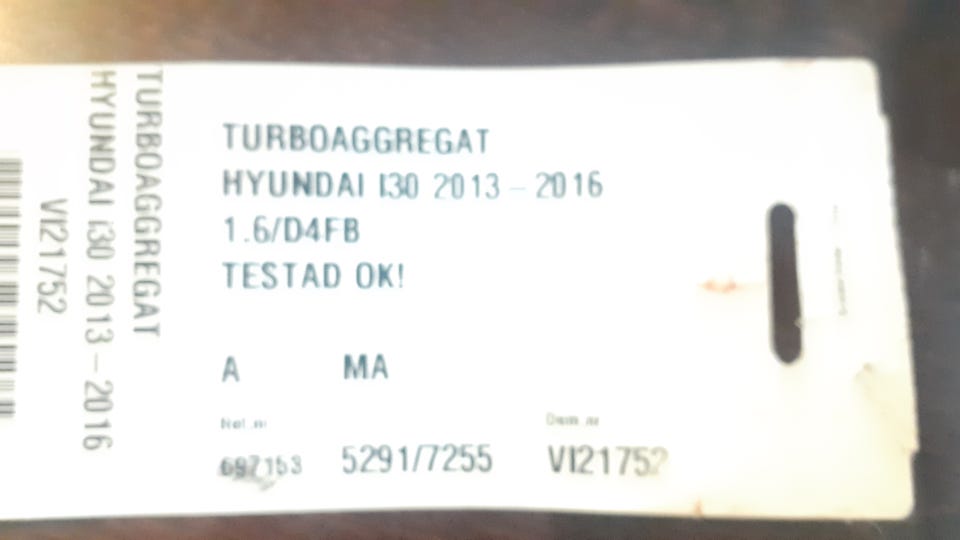 TURBOAGGREGAT
HYUNDAI i30 2013-2016
VI21752
TURBOAGGREGAT
HYUNDAI I30 2013-2016
1.6/D4FB
TESTAD OK!
A MA
5291/7255 VI21752